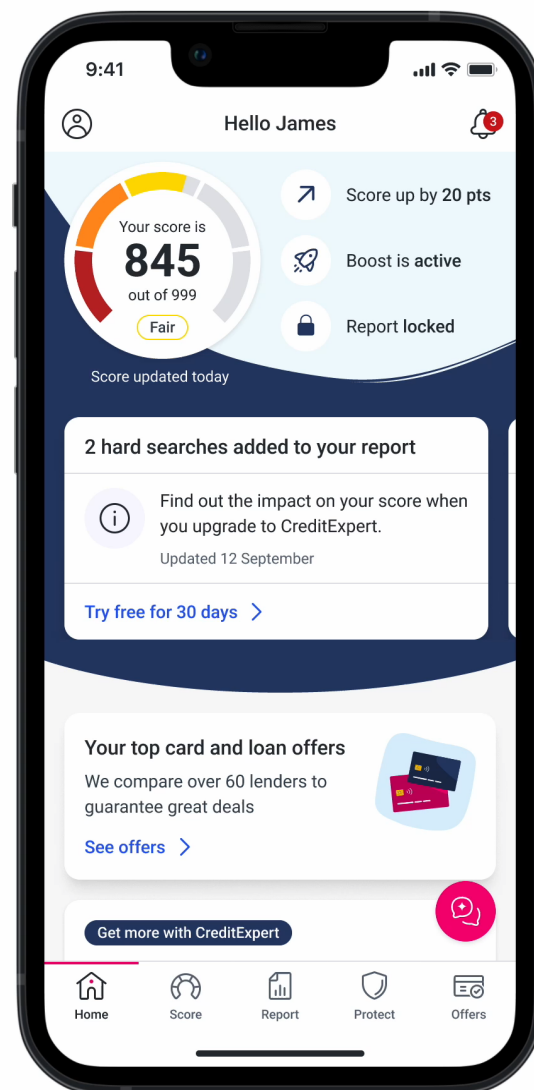 9:41
Hello James
3
Your score is
845
out of 999
Fair
Score updated today
Score up by 20 pts
Boost is active
Report locked
2 hard searches added to your report
Find out the impact on your score when
you upgrade to CreditExpert.
Updated 12 September
Try free for 30 days
Your top card and loan offers
We compare over 60 lenders to
guarantee great deals
See offers
Get more with CreditExpert
Home
Score
Report
Protect
Offers